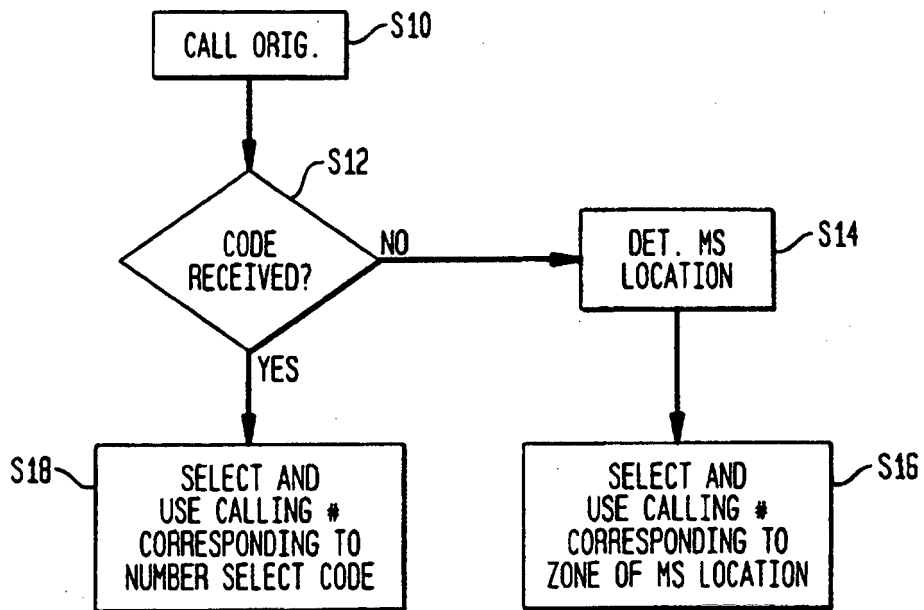 CALL ORIG.
S10
S12
CODE
RECEIVED?
NO
YES
DET. MS
LOCATION
S14
S18
SELECT AND
USE CALLING #
CORRESPONDING TO
NUMBER SELECT CODE
SELECT AND
USE CALLING #
CORRESPONDING TO
ZONE OF MS LOCATION
S16